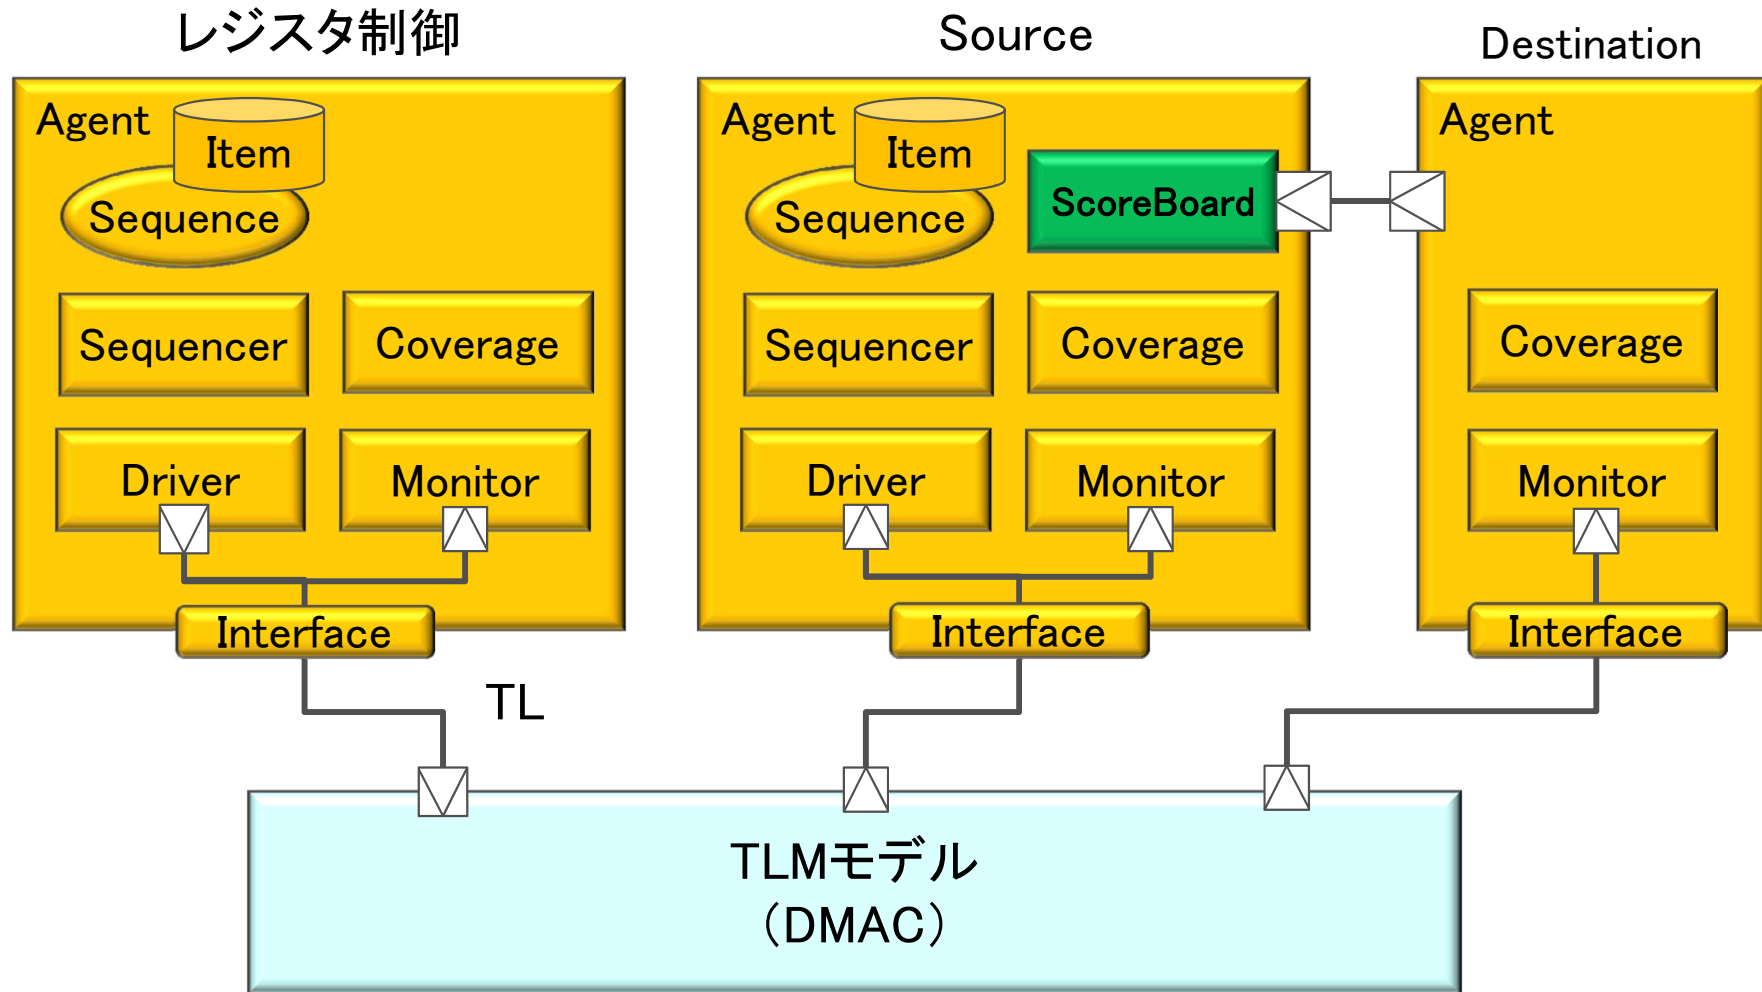 レジスタ制御
Source
Destination
Agent
Item
Sequence
Sequencer
Coverage
Driver
Monitor
Interface
Agent
Item
Sequence
ScoreBoard
Sequencer
Coverage
Driver
Monitor
Interface
Agent
Coverage
Monitor
Interface
TL
TLMモデル
（DMAC）